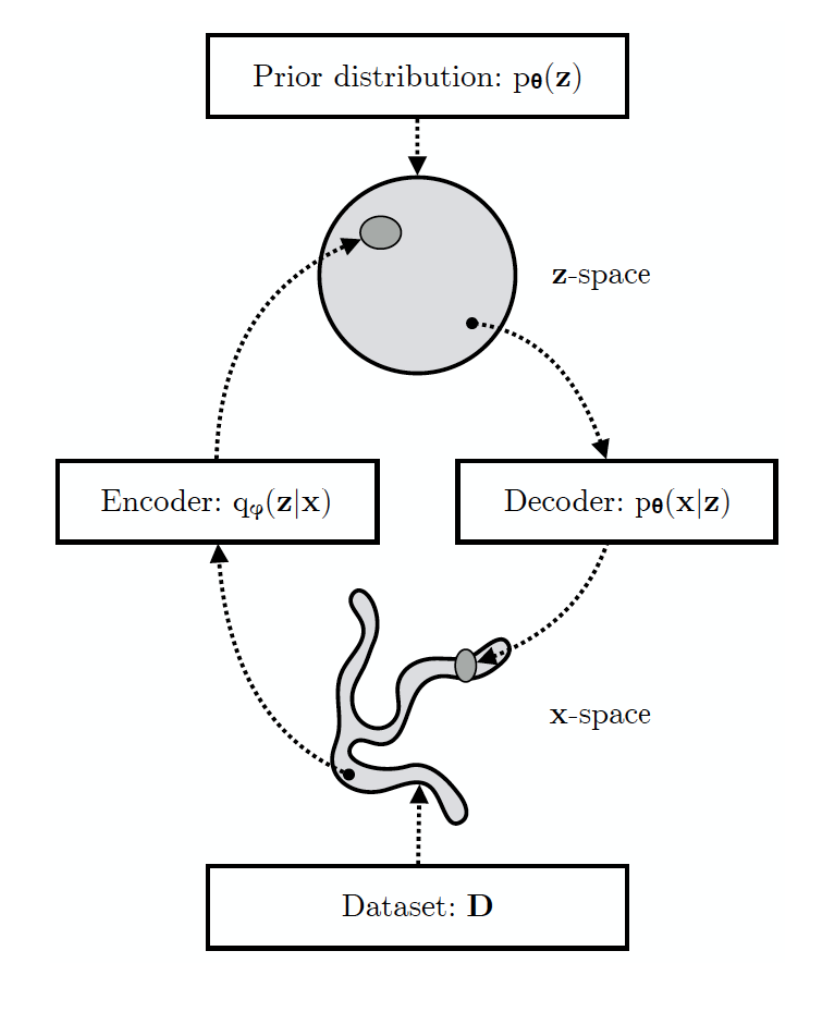 Prior distribution: p𝛉(𝐳)
𝐳-space
Encoder: qᵩ(𝐳|𝐱)
Decoder: p𝛉(𝐱|𝐳)
𝐱-space
Dataset: 𝐃